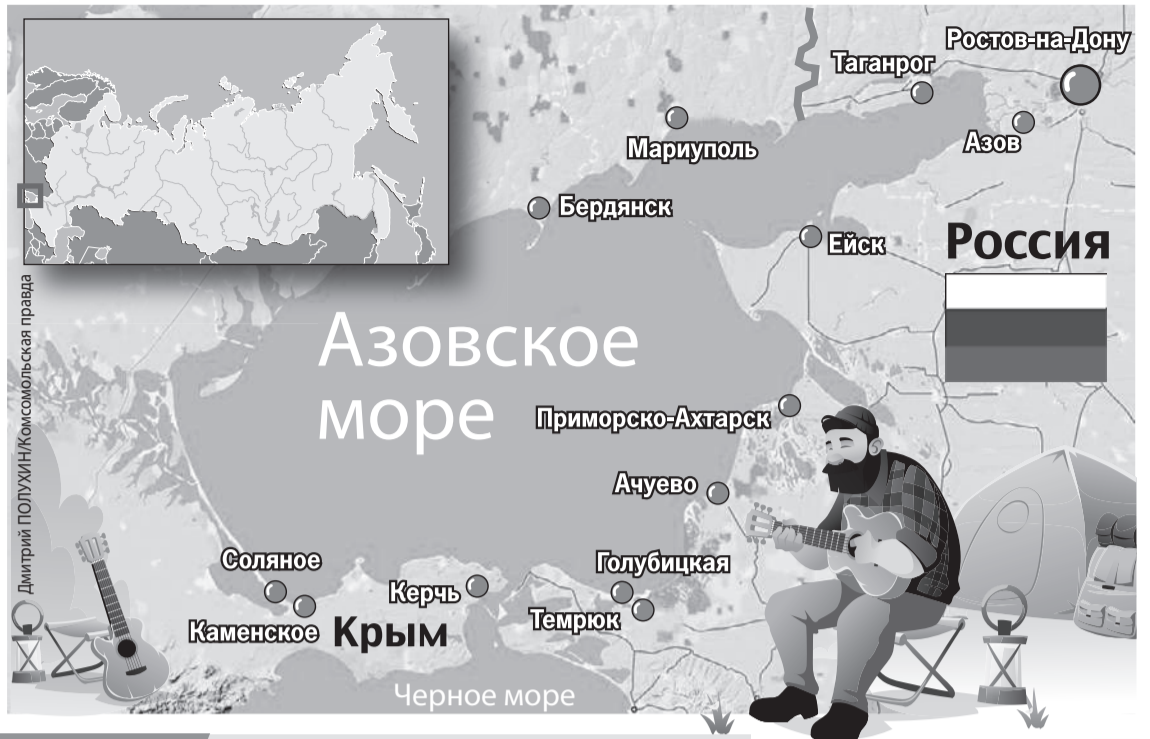 Ростов-на-Дону
Таганрог
Азов
Мариуполь
Бердянск
Ейск
Россия
Азовское
море
Приморско-Ахтарск
Ачуево
Соляное
Каменское
Крым
Керчь
Голубицкая
Темрюк
Черное море
Дмитрий ПОЛУХИН/Комсомольская правда